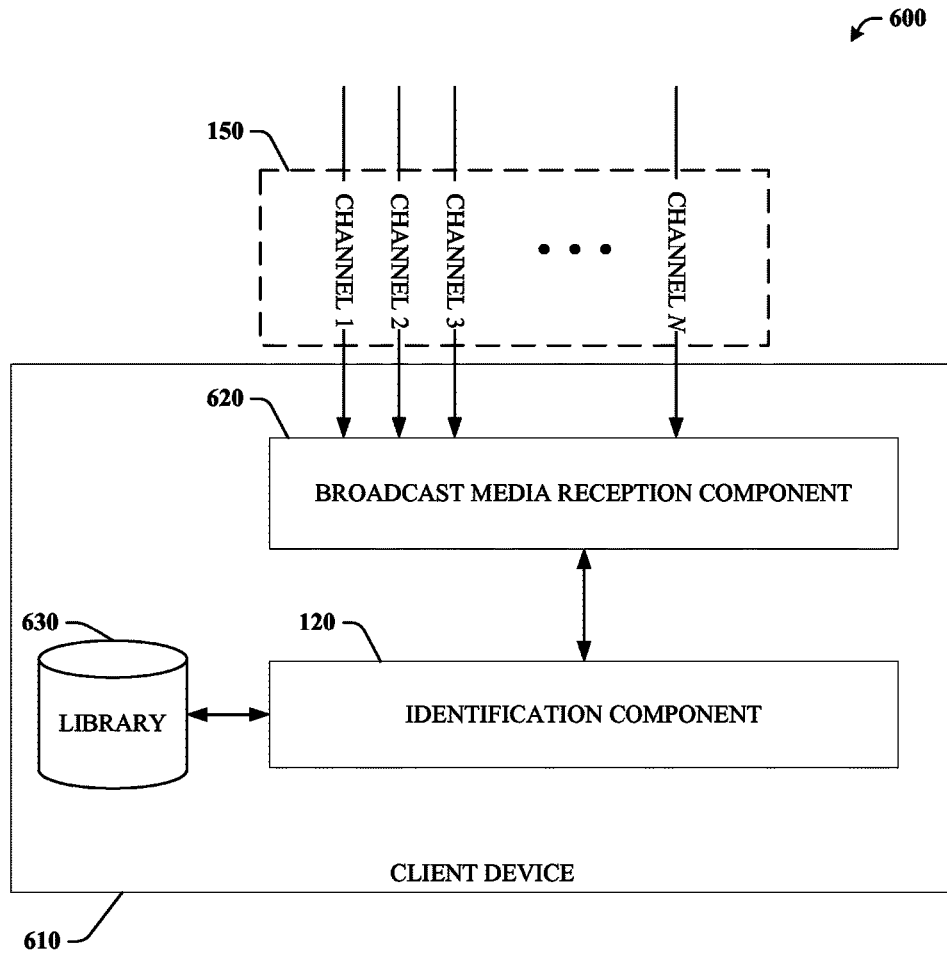 600
150
CHANNEL 1
CHANNEL 2
CHANNEL 3
CHANNEL N
620
BROADCAST MEDIA RECEPTION COMPONENT
630
120
LIBRARY
IDENTIFICATION COMPONENT
CLIENT DEVICE
610